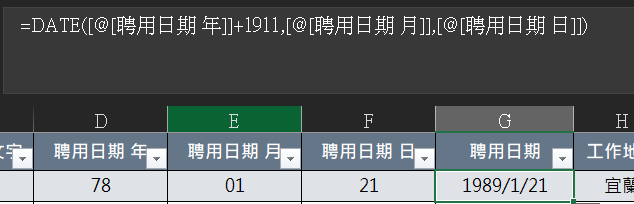 =DATE([@[聘用日期 年]]+1911,[@[聘用日期 月]],[@[聘用日期 日]])
D E F G H
文字 聘用日期 年 聘用日期 月 聘用日期 日 聘用日期 工作地
78 01 21 1989/1/21 宜蘭